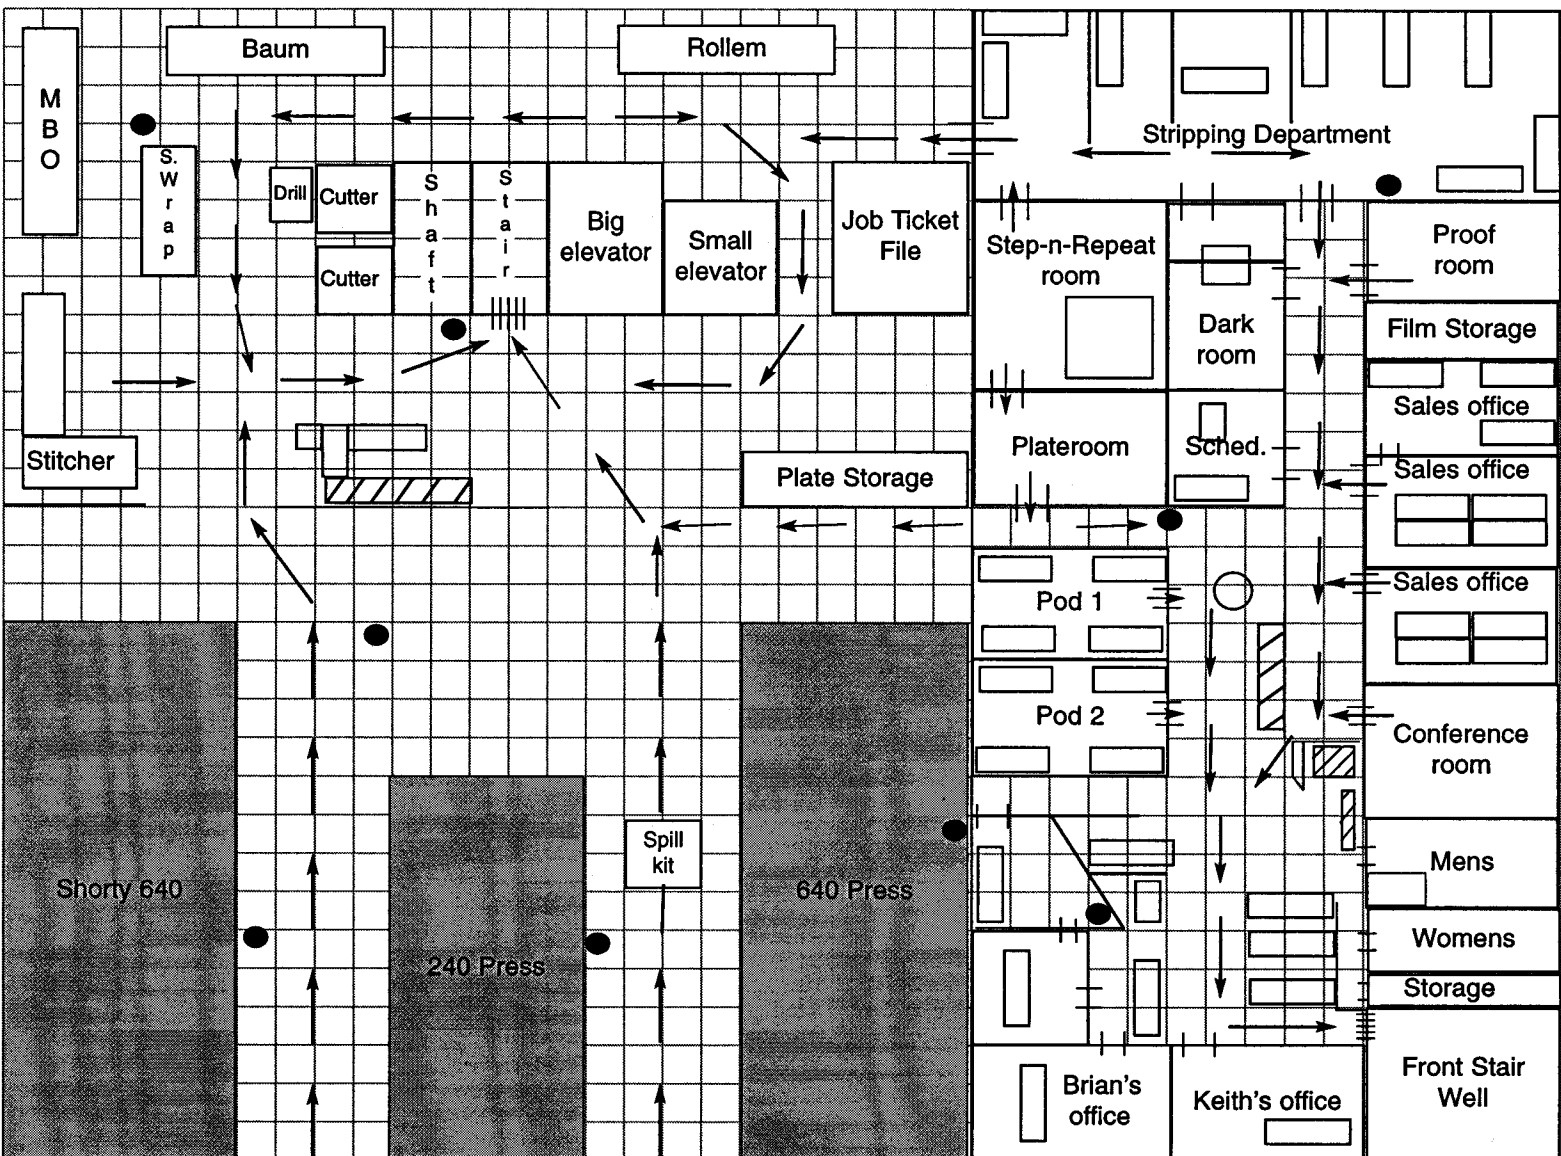 Baum
Rollem
M
B
O
S.
W
r
a
p
Drill
Cutter
Cutter
S
h
a
f
t
S
t
a
i
r
Big
elevator
Small
elevator
Job Ticket
File
Stripping Department
Step-n-Repeat
room
Dark
room
Proof
room
Film Storage
Sales office
Plateroom
Sched.
Sales office
Stitcher
Plate Storage
Pod 1
Sales office
Pod 2
Conference
room
Spill
kit
Shorty 640
240 Press
640 Press
Mens
Womens
Storage
Brian's
office
Keith's office
Front Stair
Well